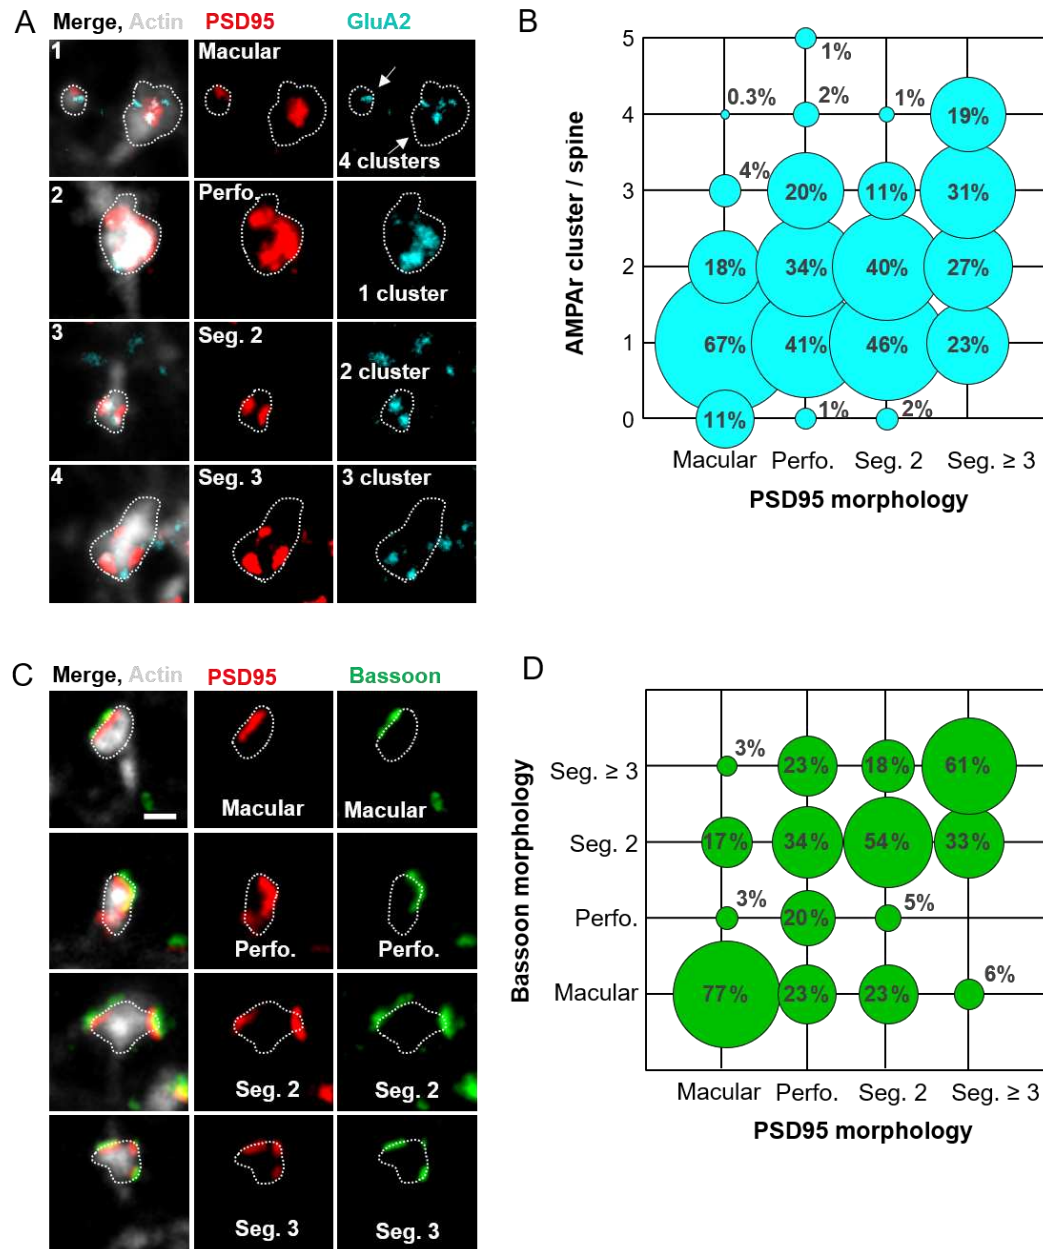 A
Merge, Actin PSD95 GluA2
1 Macular
4 clusters
2 Perfo.
1 cluster
3 Seg. 2
2 cluster
4 Seg. 3 3 cluster
B
AMPAr cluster / spine
5
1%
4 0.3% 2% 1% 19%
3 4% 20% 11% 31%
2 18% 34% 40% 27%
1 67% 41% 46% 23%
0 11% 1% 2%
Macular Perfo. Seg. 2 Seg. ≥ 3
PSD95 morphology
C
Merge, Actin PSD95 Bassoon
Macular Macular
Perfo. Perfo.
Seg. 2 Seg. 2
Seg. 3 Seg. 3
D
Bassoon morphology
Seg. ≥ 3 3% 23% 18% 61%
Seg. 2 17% 34% 54% 33%
Perfo. 3% 20% 5%
Macular 77% 23% 23% 6%
Macular Perfo. Seg. 2 Seg. ≥ 3
PSD95 morphology